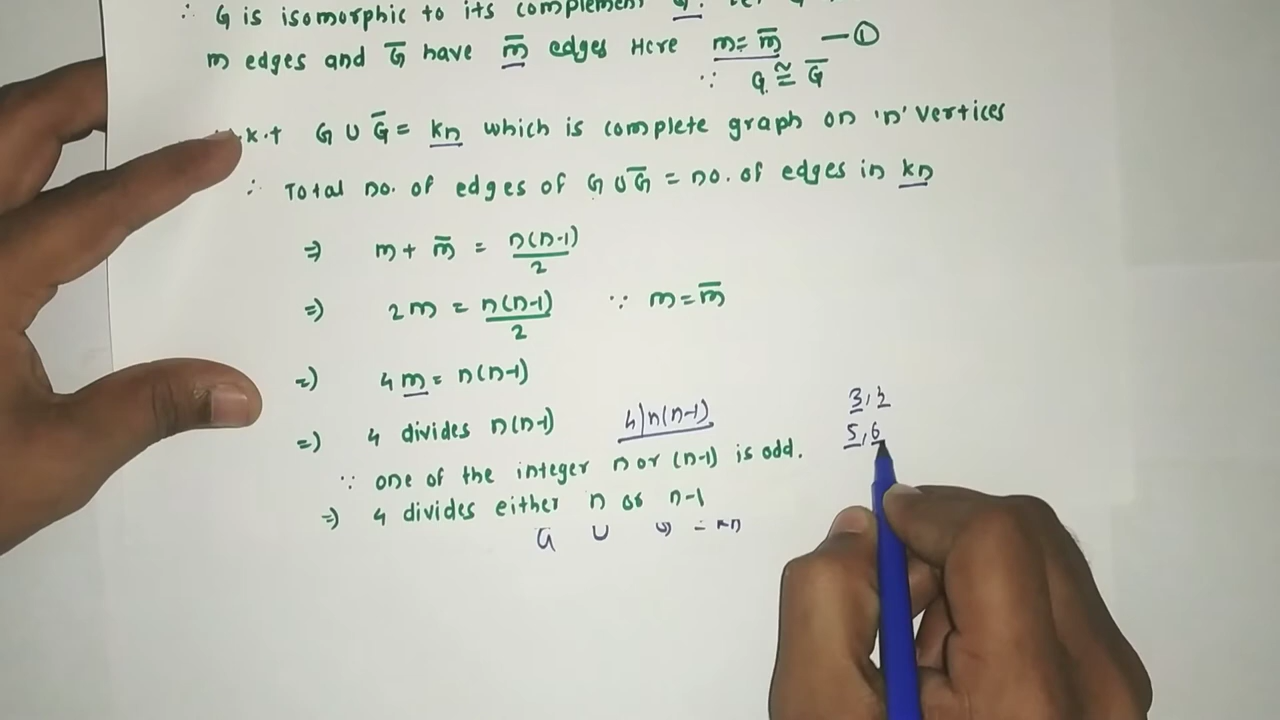 ∴ G is isomorphic to its complement
m edges and G̅ have m̅ edges Here m = m̅ —①
∵ G ≅ G̅
k.t G ∪ G̅ = kn which is complete graph on 'n' vertices
∴ Total no. of edges of G ∪ G̅ = no. of edges in kn
⇒ m + m̅ = n(n-1)/2
⇒ 2m = n(n-1)/2 ∵ m = m̅
=) 4m = n(n-1)
=) 4 divides n(n-1) 4|n(n-1)
3,
5,6
∵ one of the integer n or (n-1) is odd.
=) 4 divides either n or n-1
G ∪ = kn